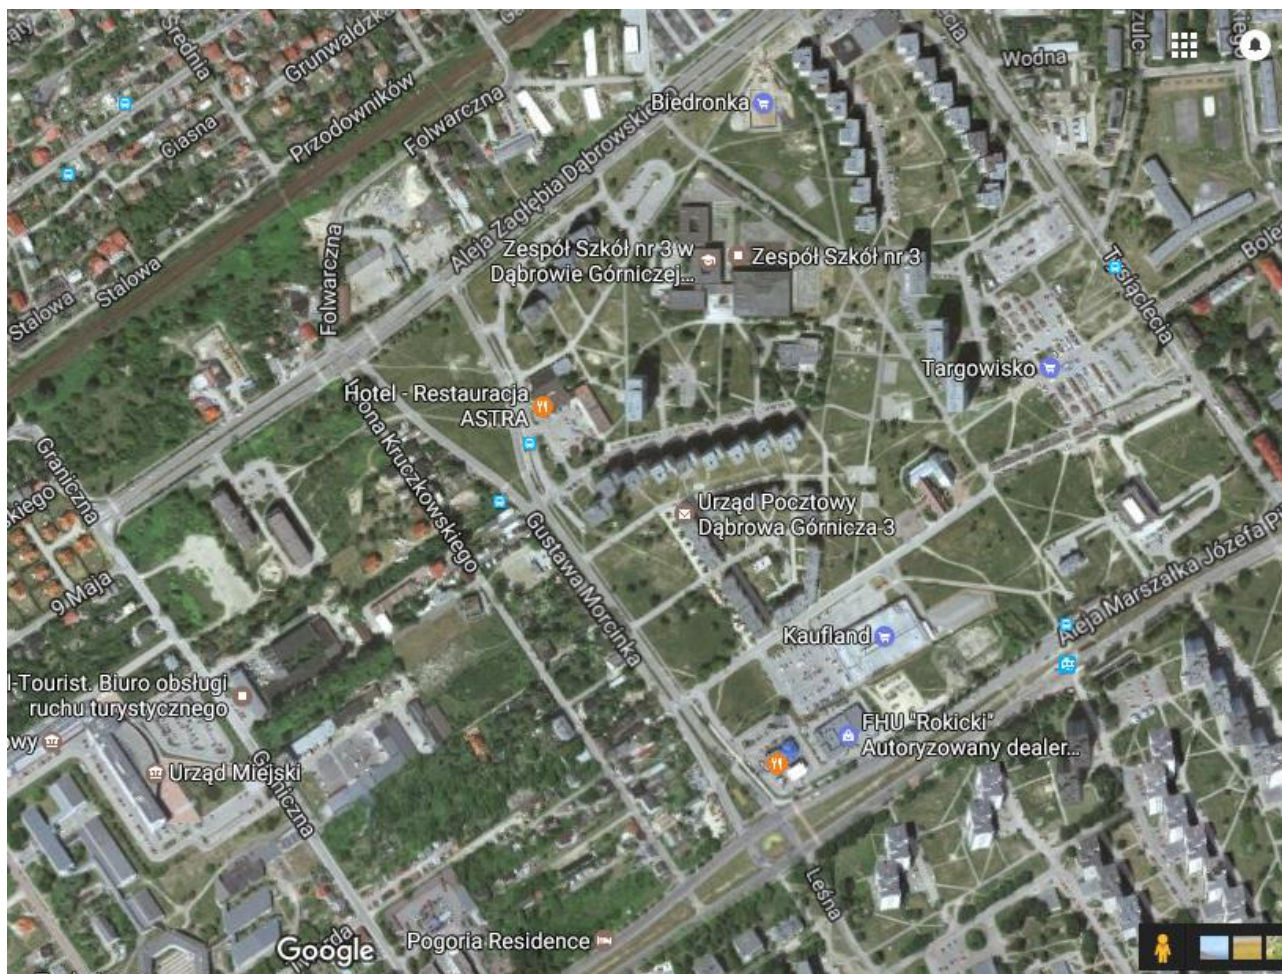 Średnia
Grunwaldzka
Wodna
Przodowników
Biedronka
Ciasna
Folwarczna
Aleja Zagłębia Dąbrowskiego
Zespół Szkół nr 3 w
Dąbrowie Górniczej...
Zespół Szkół nr 3
Folwarczna
Stalowa
Stalowa
Tysiąclecia
Targowisko
Hotel - Restauracja
ASTRA
Leona Kruczkowskiego
Graniczna
Urząd Pocztowy
Dąbrowa Górnicza 3
Gustawa Morcinka
9 Maja
Aleja Marszałka Józefa
Kaufland
l-Tourist. Biuro obsługi
ruchu turystycznego
FHU "Rokicki"
Autoryzowany dealer...
owy
Urząd Miejski
Graniczna
Leśna
Google
Pogoria Residence